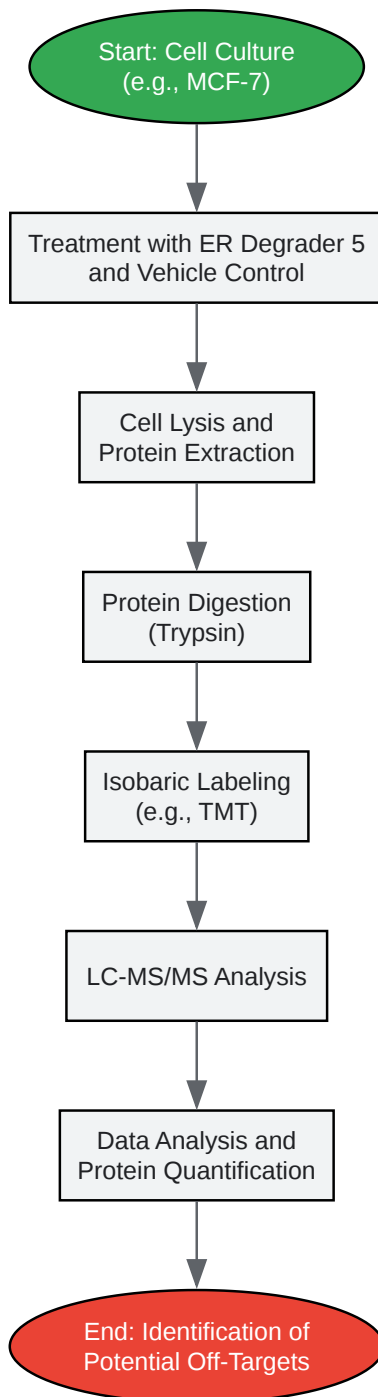 Start: Cell Culture
(e.g., MCF-7)
Treatment with ER Degrader 5
and Vehicle Control
Cell Lysis and
Protein Extraction
Protein Digestion
(Trypsin)
Isobaric Labeling
(e.g., TMT)
LC-MS/MS Analysis
Data Analysis and
Protein Quantification
End: Identification of
Potential Off-Targets